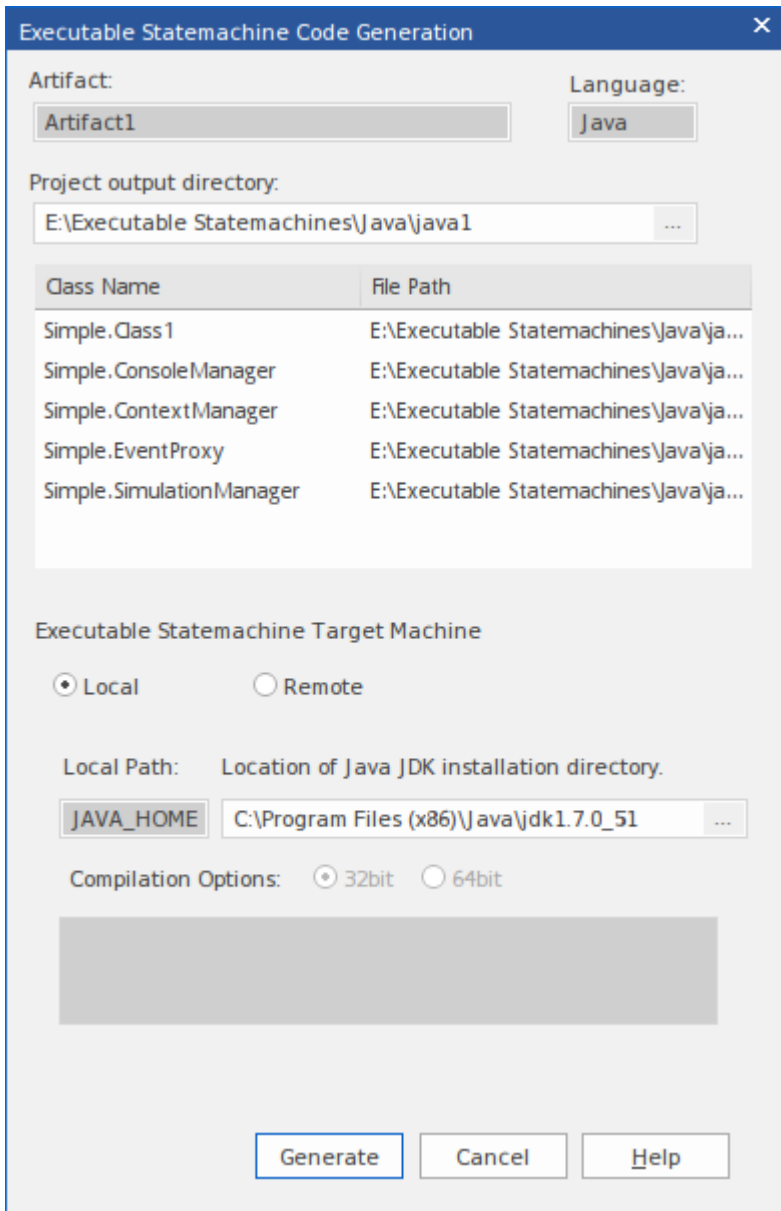 Executable Statemachine Code Generation
Artifact: Language:
Artifact1 Java
Project output directory:
E:\Executable Statemachines\Java\java1 ...
Class Name File Path
Simple.Class1 E:\Executable Statemachines\Java\ja...
Simple.ConsoleManager E:\Executable Statemachines\Java\ja...
Simple.ContextManager E:\Executable Statemachines\Java\ja...
Simple.EventProxy E:\Executable Statemachines\Java\ja...
Simple.SimulationManager E:\Executable Statemachines\Java\ja...
Executable Statemachine Target Machine
Local Remote
Local Path: Location of Java JDK installation directory.
JAVA_HOME C:\Program Files (x86)\Java\jdk1.7.0_51 ...
Compilation Options: 32bit 64bit
Generate Cancel Help